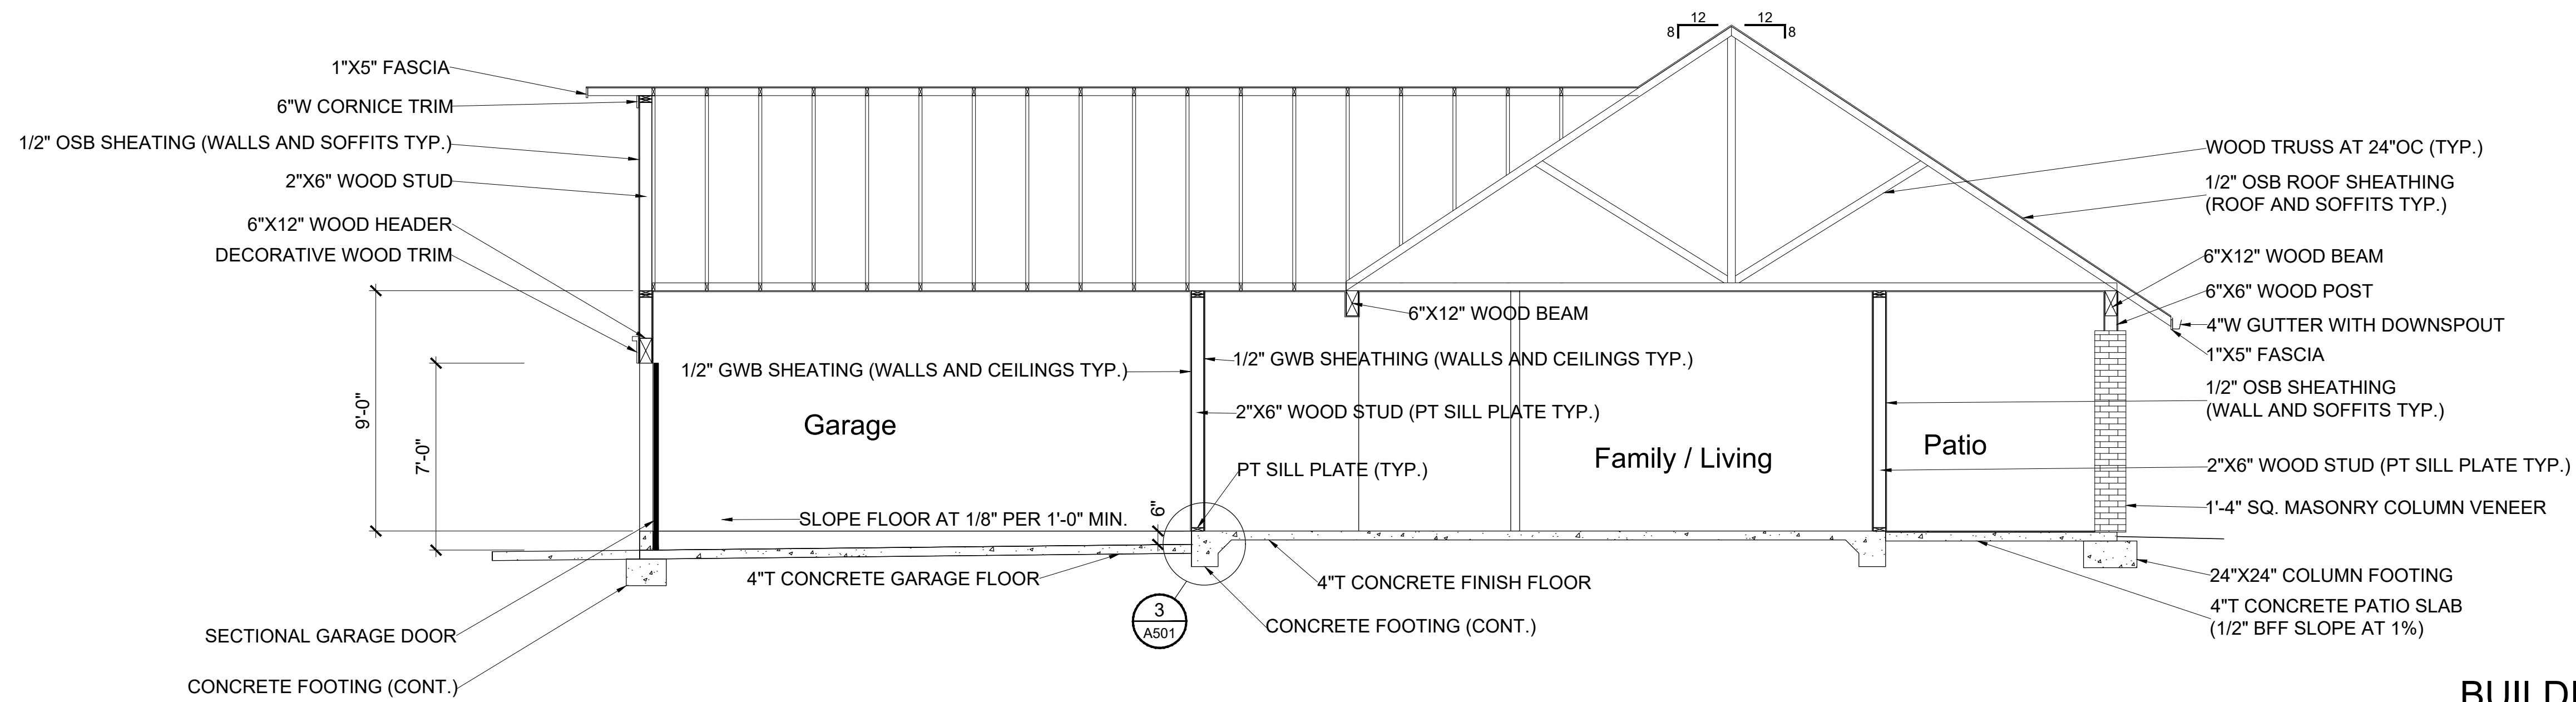 12
12
8
8
1"X5" FASCIA
6"W CORNICE TRIM
1/2" OSB SHEATING (WALLS AND SOFFITS TYP.)
2"X6" WOOD STUD
6"X12" WOOD HEADER
DECORATIVE WOOD TRIM
9'-0"
7'-0"
SECTIONAL GARAGE DOOR
CONCRETE FOOTING (CONT.)
1/2" GWB SHEATING (WALLS AND CEILINGS TYP.)
Garage
SLOPE FLOOR AT 1/8" PER 1'-0" MIN.
4"T CONCRETE GARAGE FLOOR
6"
3
A501
6"X12" WOOD BEAM
1/2" GWB SHEATHING (WALLS AND CEILINGS TYP.)
2"X6" WOOD STUD (PT SILL PLATE TYP.)
Family / Living
PT SILL PLATE (TYP.)
4"T CONCRETE FINISH FLOOR
CONCRETE FOOTING (CONT.)
Patio
WOOD TRUSS AT 24"OC (TYP.)
1/2" OSB ROOF SHEATHING
(ROOF AND SOFFITS TYP.)
6"X12" WOOD BEAM
6"X6" WOOD POST
4"W GUTTER WITH DOWNSPOUT
1"X5" FASCIA
1/2" OSB SHEATHING
(WALL AND SOFFITS TYP.)
2"X6" WOOD STUD (PT SILL PLATE TYP.)
1'-4" SQ. MASONRY COLUMN VENEER
24"X24" COLUMN FOOTING
4"T CONCRETE PATIO SLAB
(1/2" BFF SLOPE AT 1%)